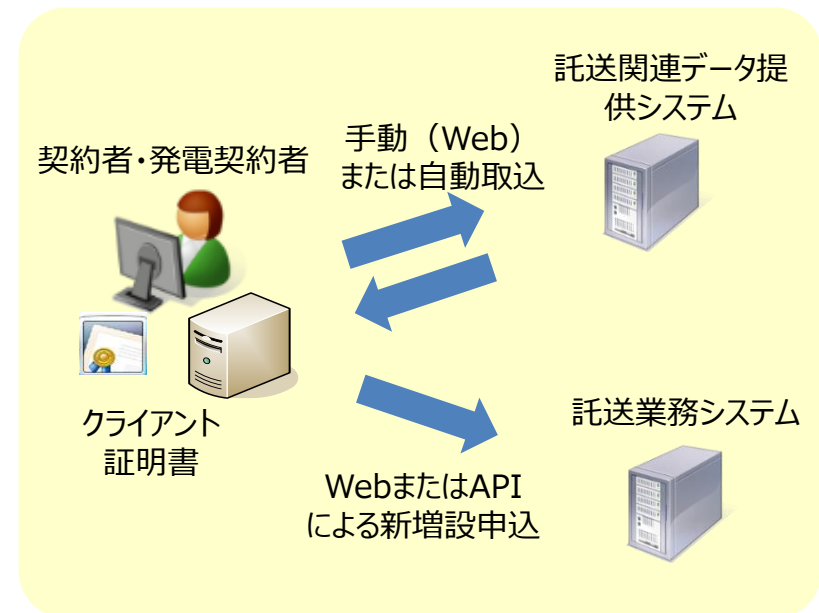 託送関連データ提
供システム
手動（Web）
または自動取込
契約者・発電契約者
クライアント
証明書
託送業務システム
WebまたはAPI
による新増設申込